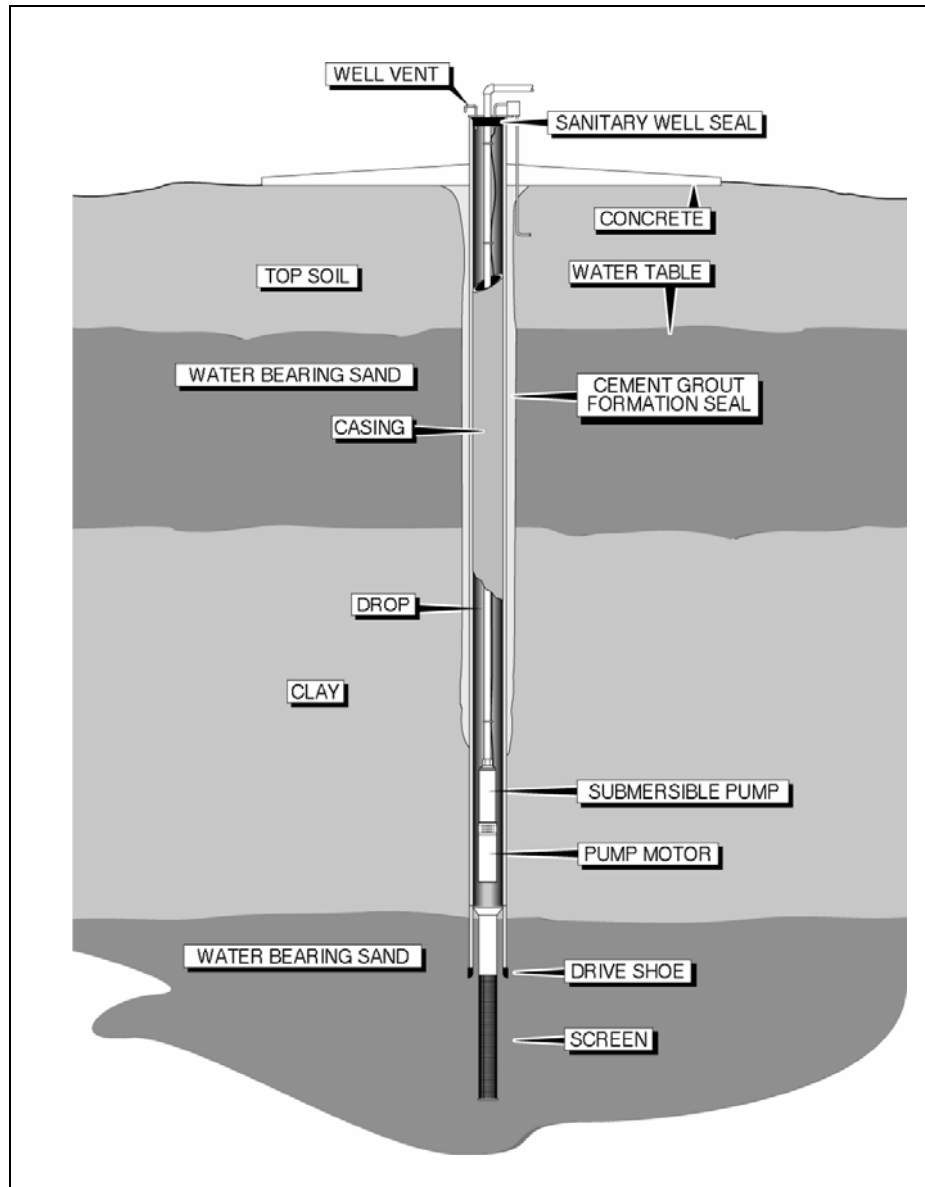 WELL VENT
SANITARY WELL SEAL
CONCRETE
TOP SOIL
WATER TABLE
WATER BEARING SAND
CEMENT GROUT
FORMATION SEAL
CASING
DROP
CLAY
SUBMERSIBLE PUMP
PUMP MOTOR
WATER BEARING SAND
DRIVE SHOE
SCREEN